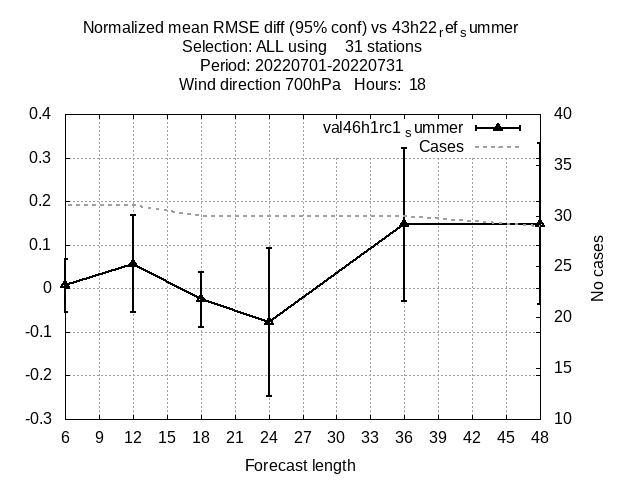 Normalized mean RMSE diff (95% conf) vs 43h22ref summer
Selection: ALL using 31 stations
Period: 20220701-20220731
Wind direction 700hPa Hours: 18
0.4 40
val46h1rc1summer
Cases
0.3 35
0.2 30
0.1 25
0 20
-0.1 15
-0.2 10
-0.3
No cases
6 9 12 15 18 21 24 27 30 33 36 39 42 45 48
Forecast length